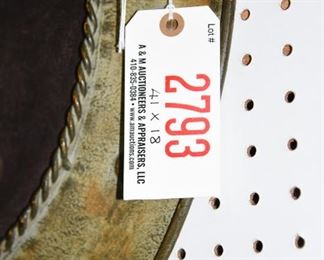 Lot #
2793
41 x 18
A & M AUCTIONEERS & APPRAISERS, LLC
410-835-0384 • www.amauctions.com